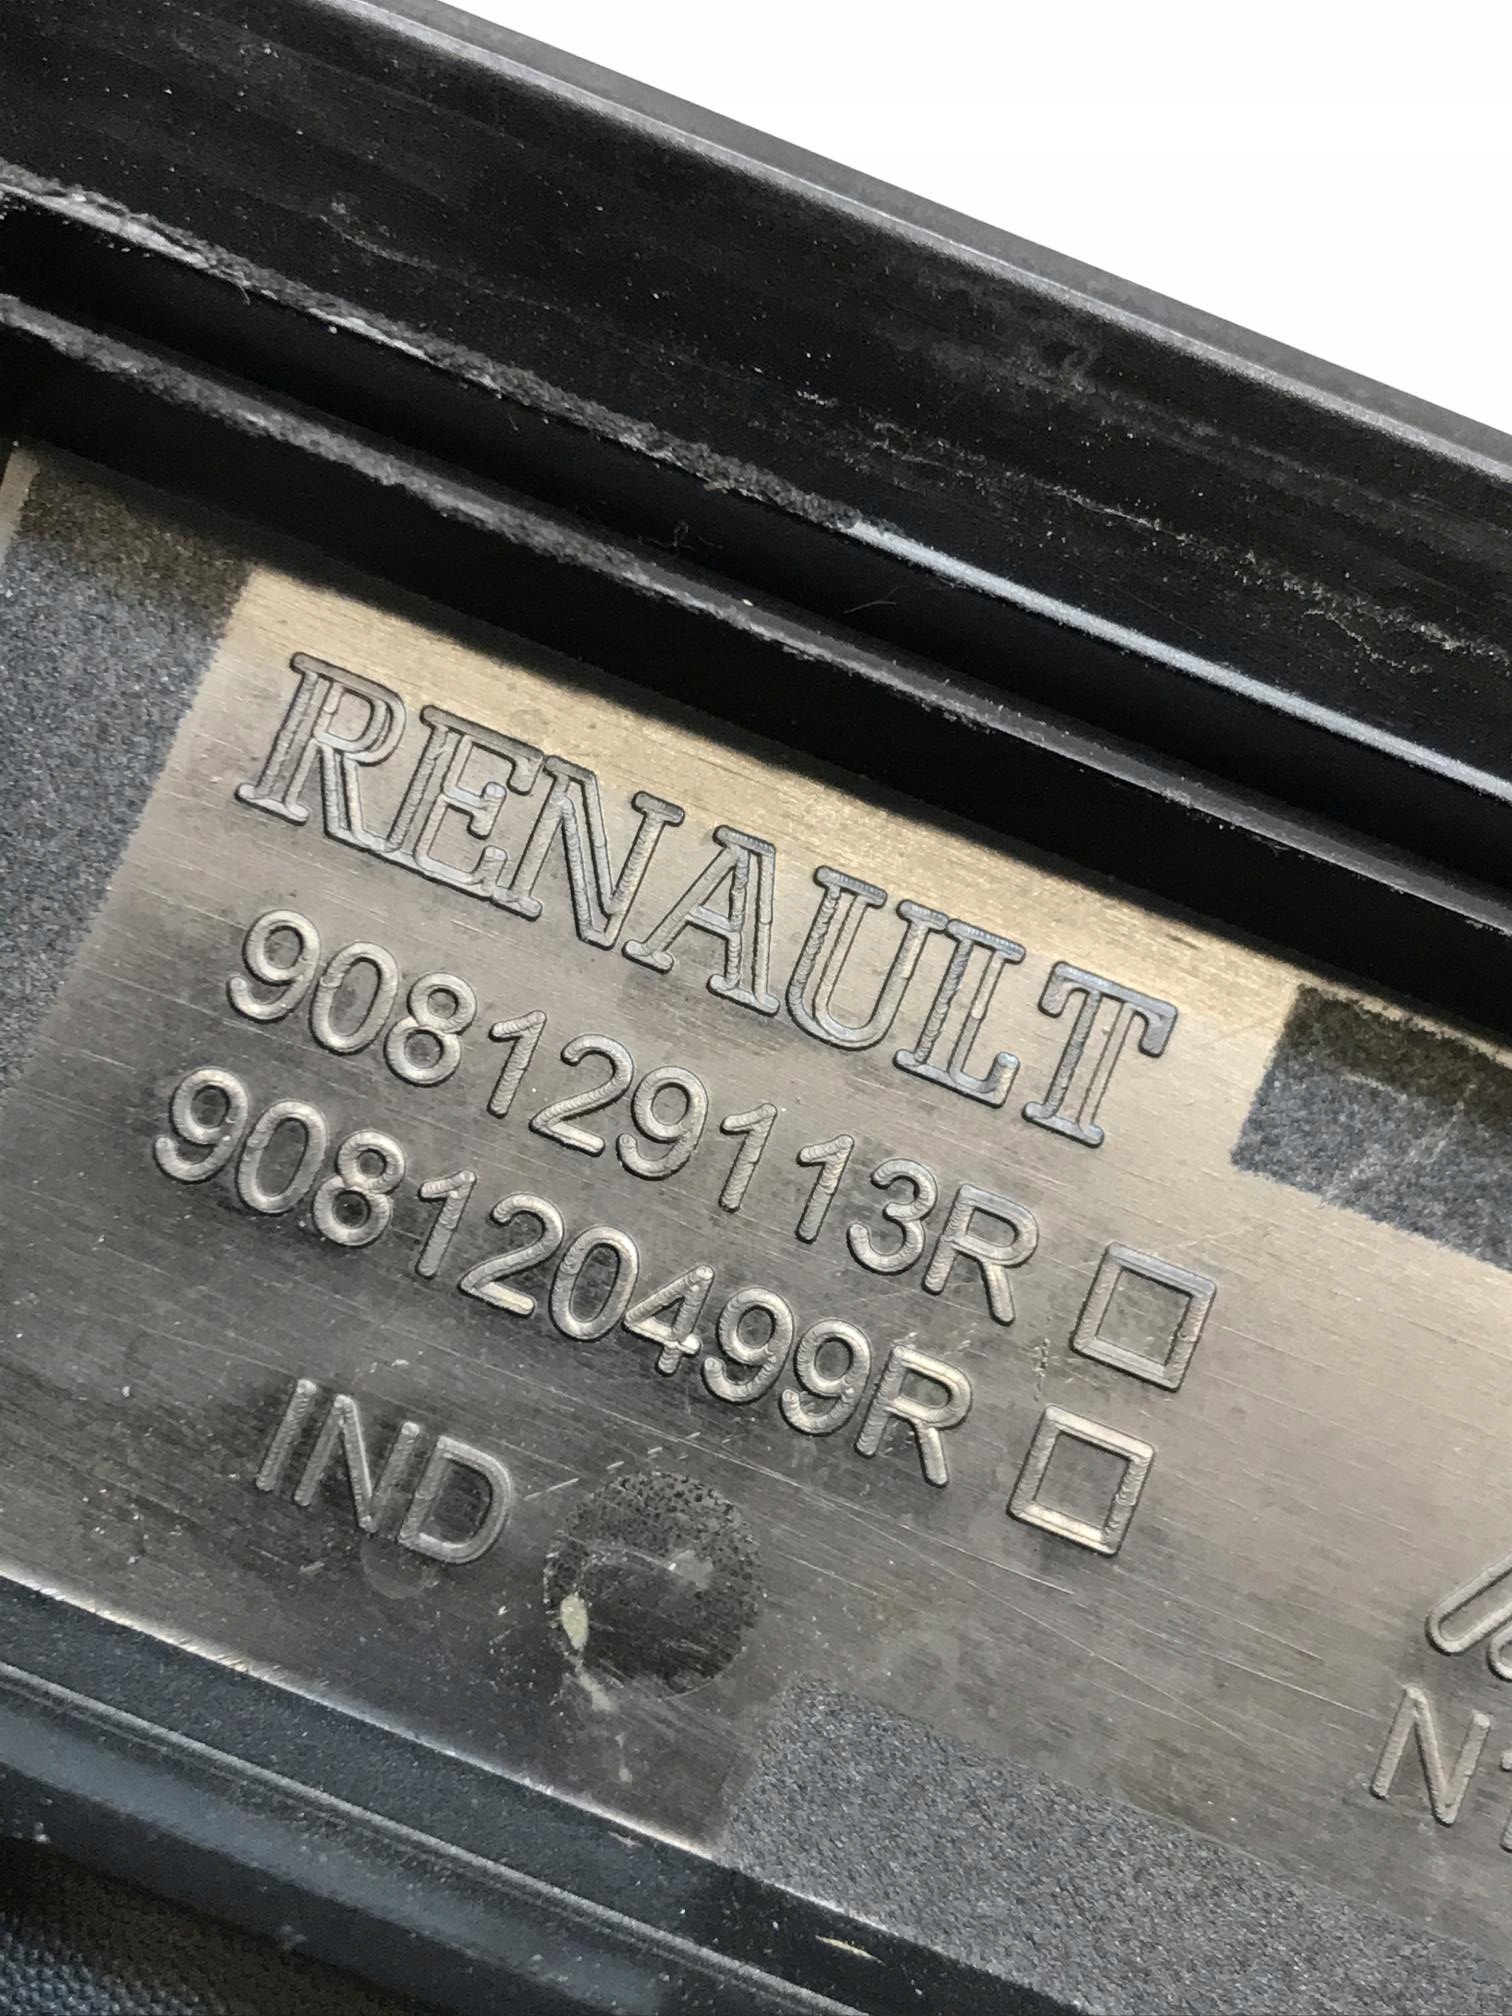 RENAULT
908129113R □
908120499R □
IND